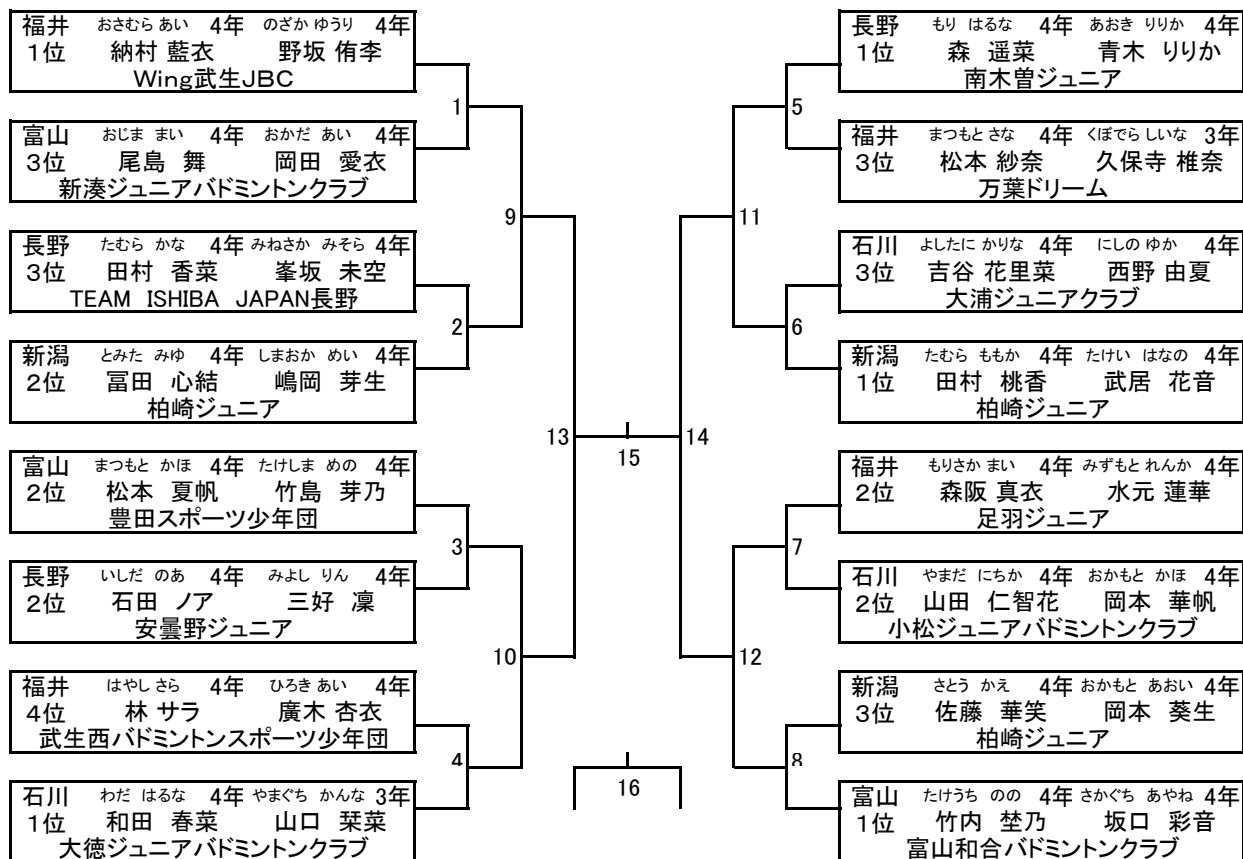 福井 おさむら あい 4年 のざか ゆうり 4年
1位 納村 藍衣 野坂 侑李
Wing武生JBC
富山 おじま まい 4年 おかだ あい 4年
3位 尾島 舞 岡田 愛衣
新湊ジュニアバドミントンクラブ
長野 たむら かな 4年 みねさか みそら 4年
3位 田村 香菜 峯坂 未空
TEAM ISHIBA JAPAN長野
新潟 とみた みゆ 4年 しまおか めい 4年
2位 冨田 心結 嶋岡 芽生
柏崎ジュニア
富山 まつもと かほ 4年 たけしま めの 4年
2位 松本 夏帆 竹島 芽乃
豊田スポーツ少年団
長野 いしだ のあ 4年 みよし りん 4年
2位 石田 ノア 三好 凜
安曇野ジュニア
福井 はやし さら 4年 ひろき あい 4年
4位 林 サラ 廣木 杏衣
武生西バドミントンスポーツ少年団
石川 わだ はるな 4年 やまぐち かんな 3年
1位 和田 春菜 山口 栞菜
大徳ジュニアバドミントンクラブ
1
2
3
4
9
10
13
15
16
14
11
12
5
6
7
8
長野 もり はるな 4年 あおき りりか 4年
1位 森 遥菜 青木 りりか
南木曽ジュニア
福井 まつもと さな 4年 くぼでら しいな 3年
3位 松本 紗奈 久保寺 椎奈
万葉ドリーム
石川 よしたに かりな 4年 にしの ゆか 4年
3位 吉谷 花里菜 西野 由夏
大浦ジュニアクラブ
新潟 たむら ももか 4年 たけい はなの 4年
1位 田村 桃香 武居 花音
柏崎ジュニア
福井 もりさか まい 4年 みずもと れんか 4年
2位 森阪 真衣 水元 蓮華
足羽ジュニア
石川 やまだ にちか 4年 おかもと かほ 4年
2位 山田 仁智花 岡本 華帆
小松ジュニアバドミントンクラブ
新潟 さとう かえ 4年 おかもと あおい 4年
3位 佐藤 華笑 岡本 葵生
柏崎ジュニア
富山 たけうち のの 4年 さかぐち あやね 4年
1位 竹内 埜乃 坂口 彩音
富山和合バドミントンクラブ